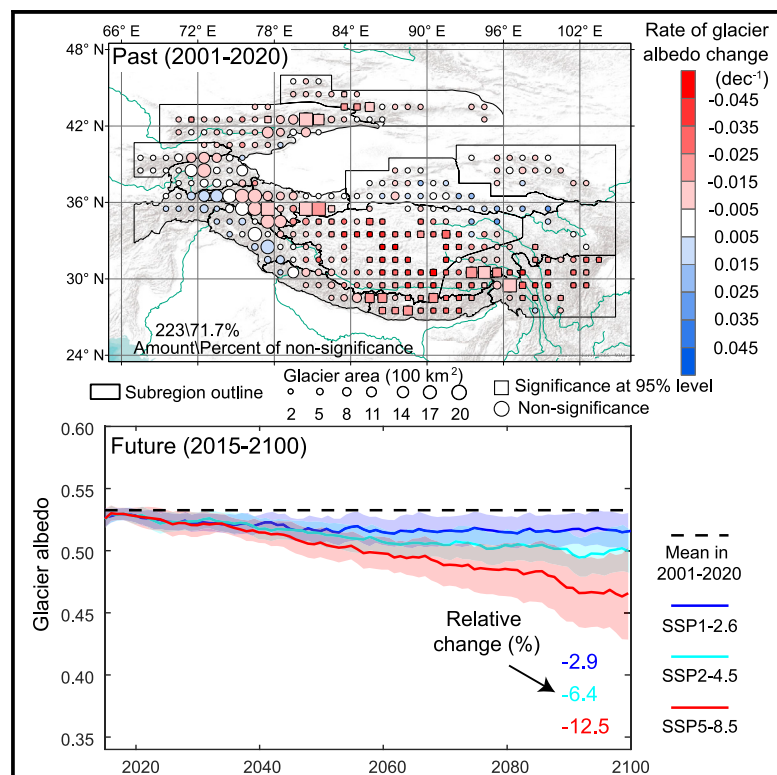 66° E 72° E 78° E 84° E 90° E 96° E 102° E
Past (2001-2020)
48° N
42° N
36° N
30° N
24° N
223\71.7%
Amount\Percent of non-significance
Rate of glacier
albedo change
(dec⁻¹)
-0.045
-0.035
-0.025
-0.015
-0.005
0.005
0.015
0.025
0.035
0.045
Subregion outline
Glacier area (100 km²)
2 5 8 11 14 17 20
Significance at 95% level
Non-significance
Future (2015-2100)
Glacier albedo
0.60
0.55
0.50
0.45
0.40
0.35
2020 2040 2060 2080 2100
Relative
change (%)
-2.9
-6.4
-12.5
Mean in
2001-2020
SSP1-2.6
SSP2-4.5
SSP5-8.5